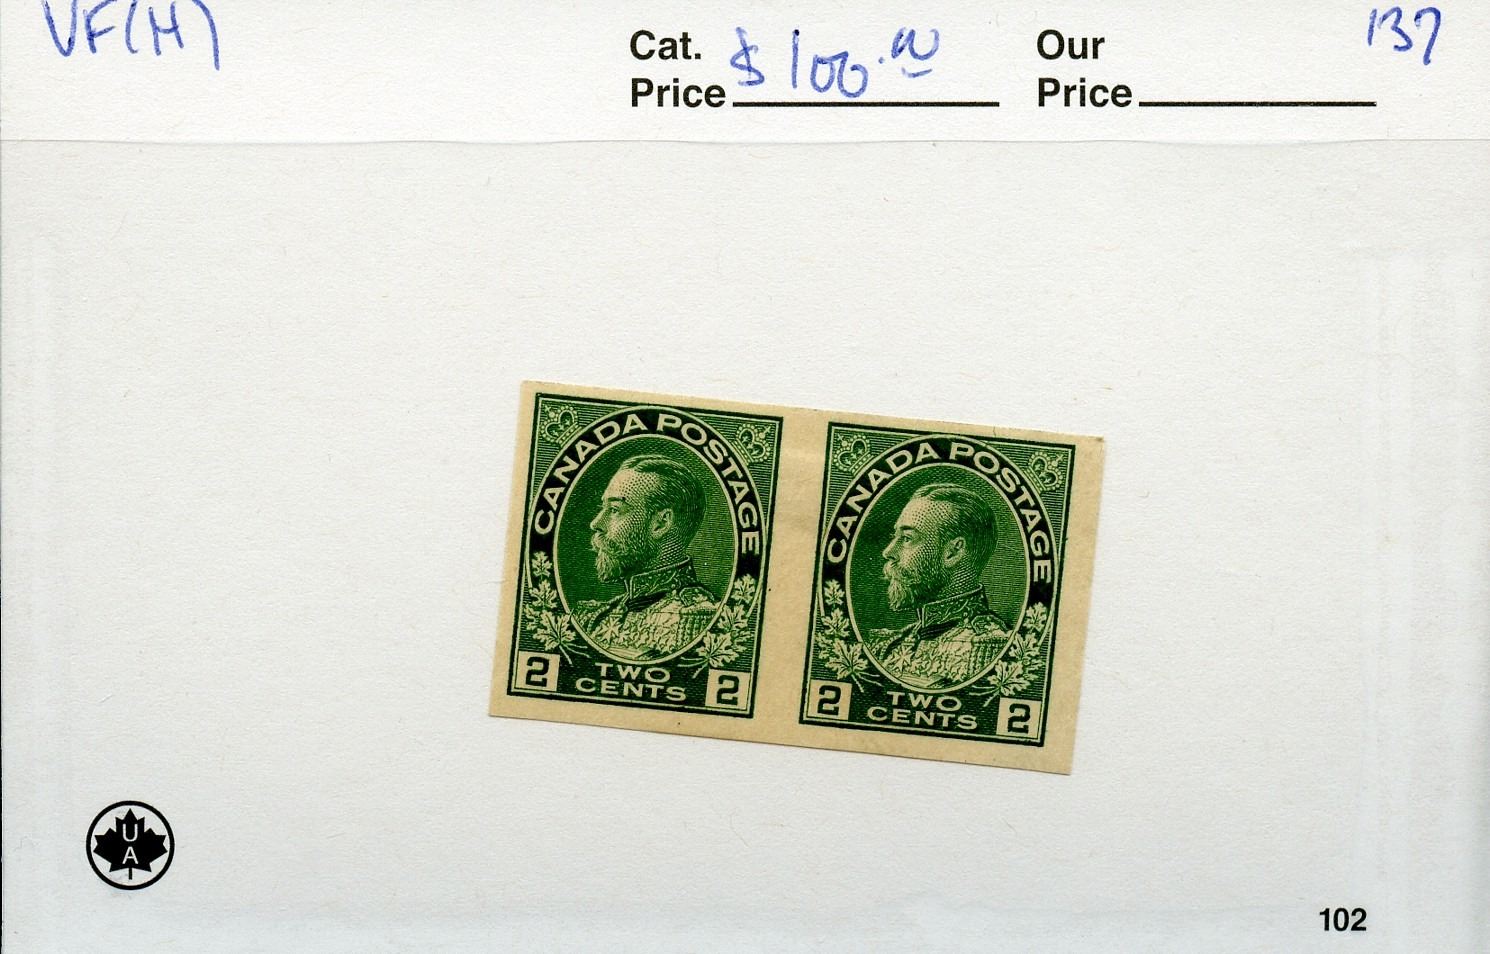 VF(H)
Cat. Price $100.00
Our Price
137
CANADA POSTAGE
2 TWO CENTS 2
CANADA POSTAGE
2 TWO CENTS 2
UAI
102